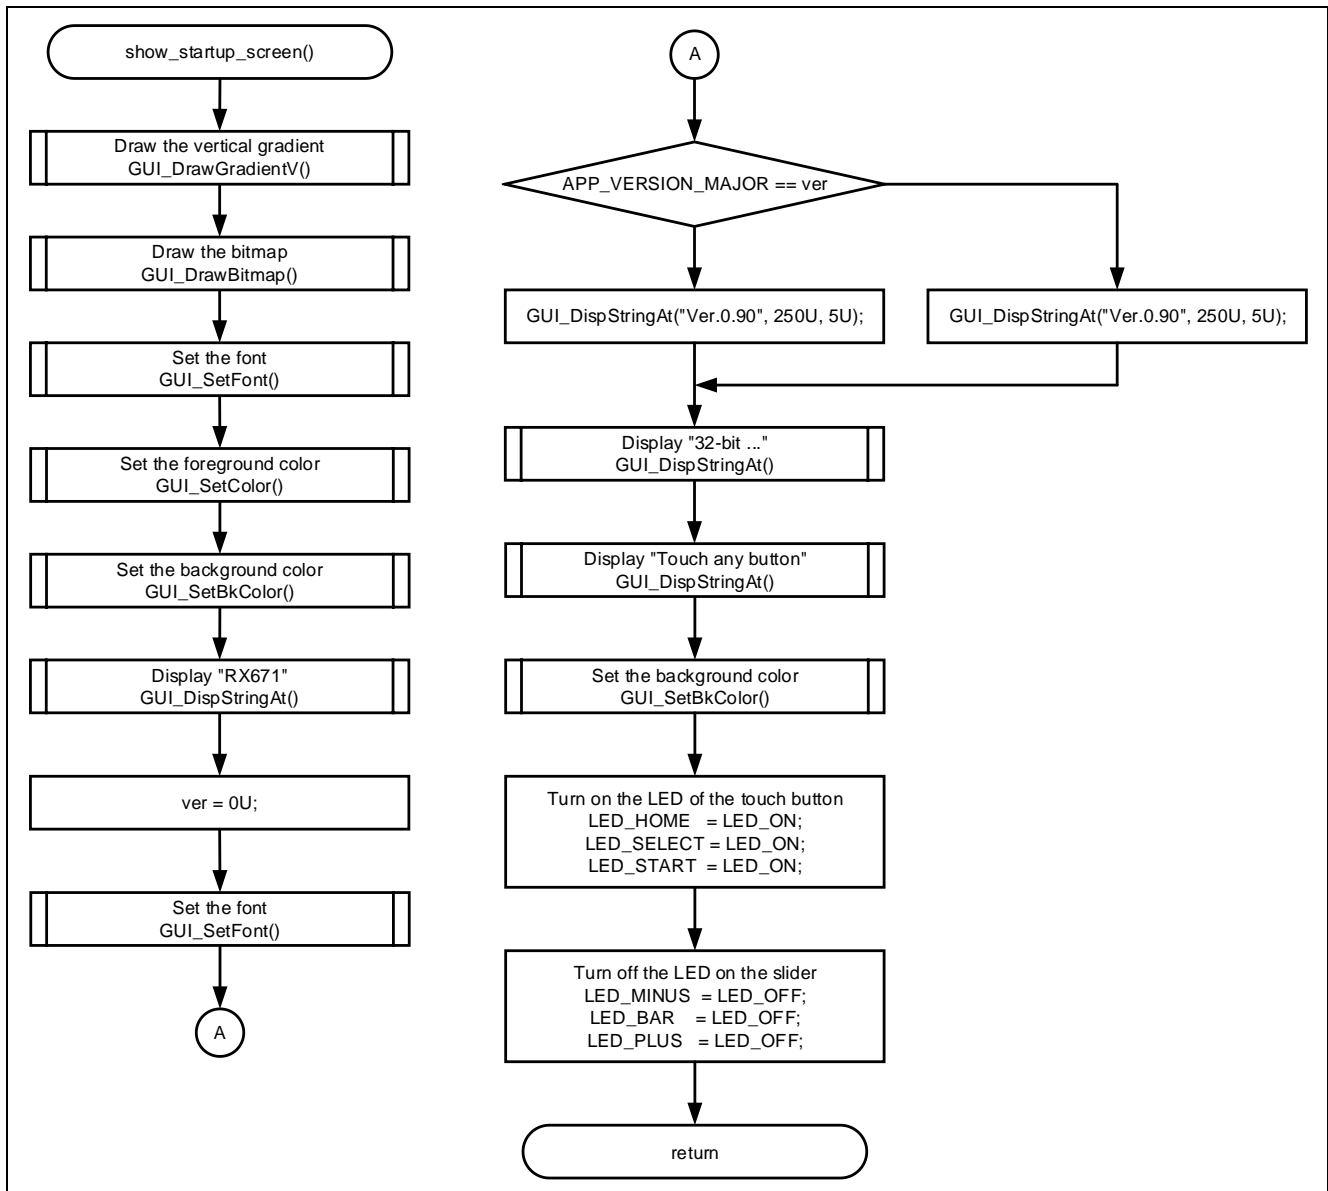 show_startup_screen()
Draw the vertical gradient
GUI_DrawGradientV()
Draw the bitmap
GUI_DrawBitmap()
Set the font
GUI_SetFont()
Set the foreground color
GUI_SetColor()
Set the background color
GUI_SetBkColor()
Display "RX671"
GUI_DispStringAt()
ver = 0U;
Set the font
GUI_SetFont()
A
A
APP_VERSION_MAJOR == ver
GUI_DispStringAt("Ver.0.90", 250U, 5U);
GUI_DispStringAt("Ver.0.90", 250U, 5U);
Display "32-bit ..."
GUI_DispStringAt()
Display "Touch any button"
GUI_DispStringAt()
Set the background color
GUI_SetBkColor()
Turn on the LED of the touch button
LED_HOME = LED_ON;
LED_SELECT = LED_ON;
LED_START = LED_ON;
Turn off the LED on the slider
LED_MINUS = LED_OFF;
LED_BAR = LED_OFF;
LED_PLUS = LED_OFF;
return